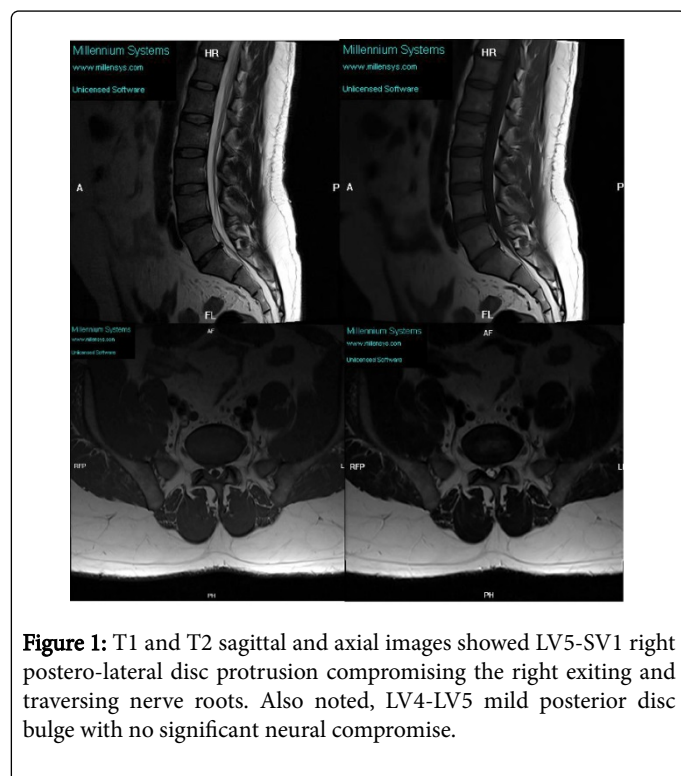 Millennium Systems
www.millensys.com
Unlicensed Software
HR
A
P
FL
Millennium Systems
www.millensys.com
Unlicensed Software
HR
A
P
FL
Millennium Systems
www.millensys.com
Unlicensed Software
AF
RFP
L
PH
Millennium Systems
www.millensys.com
Unlicensed Software
AF
RFP
L
PH
Figure 1: T1 and T2 sagittal and axial images showed LV5-SV1 right
postero-lateral disc protrusion compromising the right exiting and
traversing nerve roots. Also noted, LV4-LV5 mild posterior disc
bulge with no significant neural compromise.